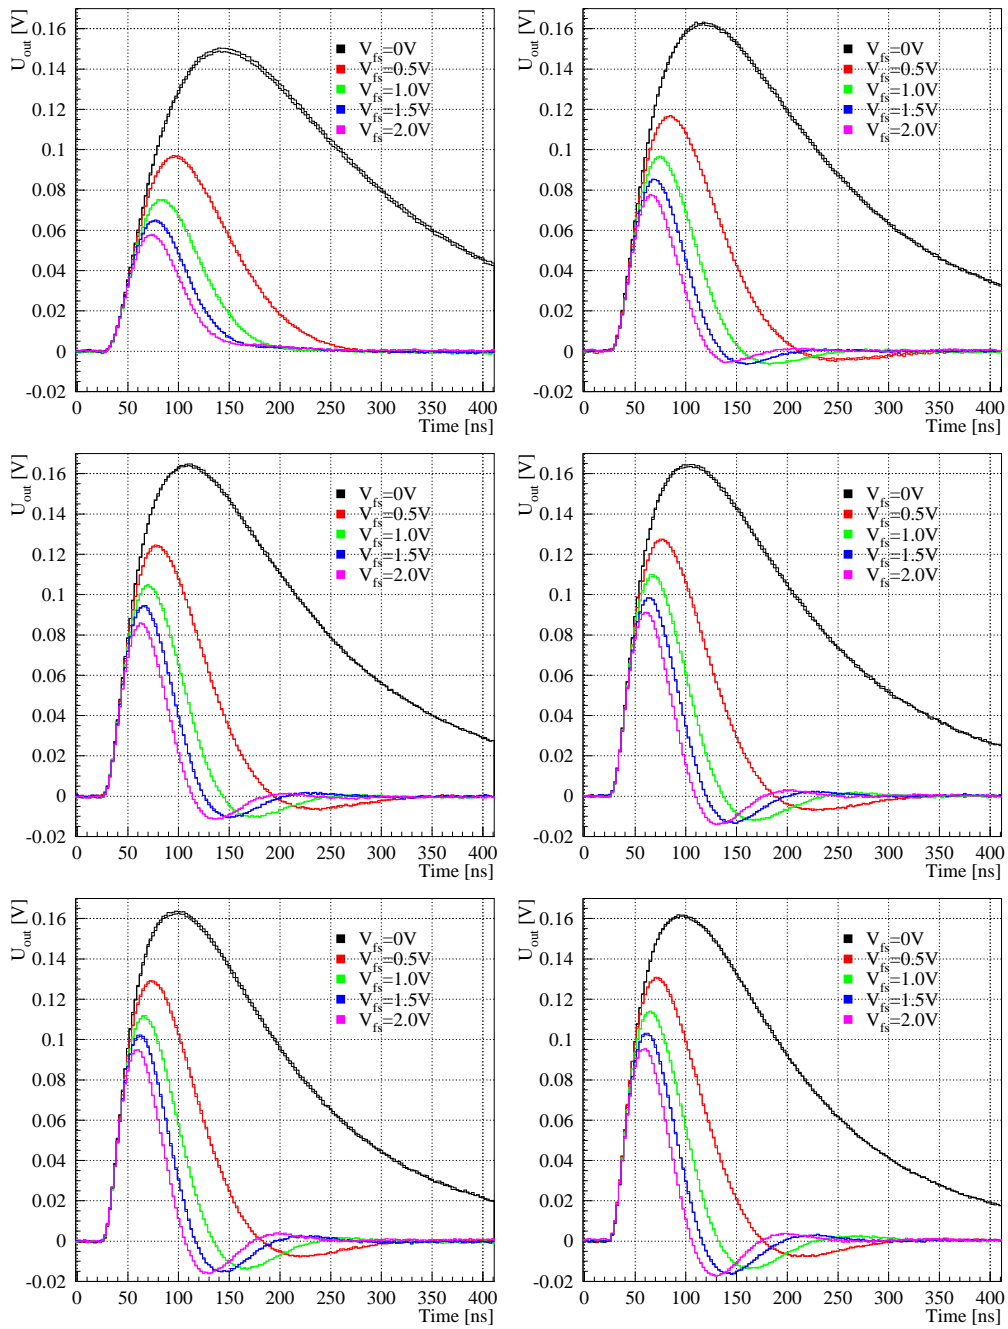 U_out [V]
0.16
0.14
0.12
0.1
0.08
0.06
0.04
0.02
0
-0.02
V_fs=0V
V_fs=0.5V
V_fs=1.0V
V_fs=1.5V
V_fs=2.0V
0 50 100 150 200 250 300 350 400
Time [ns]
U_out [V]
0.16
0.14
0.12
0.1
0.08
0.06
0.04
0.02
0
-0.02
V_fs=0V
V_fs=0.5V
V_fs=1.0V
V_fs=1.5V
V_fs=2.0V
0 50 100 150 200 250 300 350 400
Time [ns]
U_out [V]
0.16
0.14
0.12
0.1
0.08
0.06
0.04
0.02
0
-0.02
V_fs=0V
V_fs=0.5V
V_fs=1.0V
V_fs=1.5V
V_fs=2.0V
0 50 100 150 200 250 300 350 400
Time [ns]
U_out [V]
0.16
0.14
0.12
0.1
0.08
0.06
0.04
0.02
0
-0.02
V_fs=0V
V_fs=0.5V
V_fs=1.0V
V_fs=1.5V
V_fs=2.0V
0 50 100 150 200 250 300 350 400
Time [ns]
U_out [V]
0.16
0.14
0.12
0.1
0.08
0.06
0.04
0.02
0
-0.02
V_fs=0V
V_fs=0.5V
V_fs=1.0V
V_fs=1.5V
V_fs=2.0V
0 50 100 150 200 250 300 350 400
Time [ns]
U_out [V]
0.16
0.14
0.12
0.1
0.08
0.06
0.04
0.02
0
-0.02
V_fs=0V
V_fs=0.5V
V_fs=1.0V
V_fs=1.5V
V_fs=2.0V
0 50 100 150 200 250 300 350 400
Time [ns]